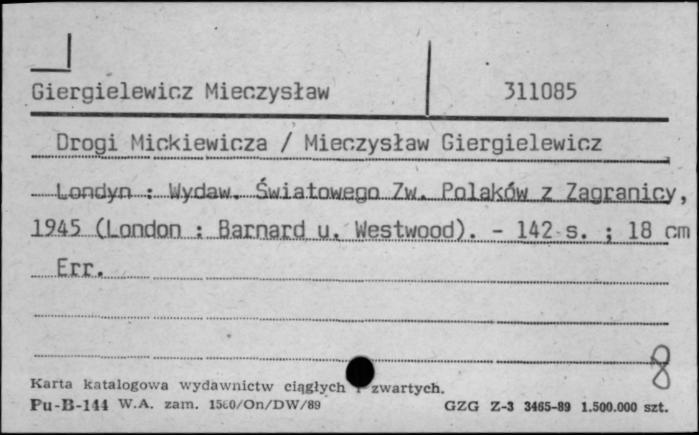 Giergielewicz Mieczysław 311085
Drogi Mickiewicza / Mieczysław Giergielewicz
Londyn : Wydaw. Światowego Zw. Polaków z Zagranicy,
1945 (London : Barnard u. Westwood). - 142 s. ; 18 cm
Err.
8
Karta katalogowa wydawnictw ciągłych i zwartych.
Pu-B-144 W.A. zam. 1560/On/DW/89 GZG Z-3 3465-89 1.500.000 szt.